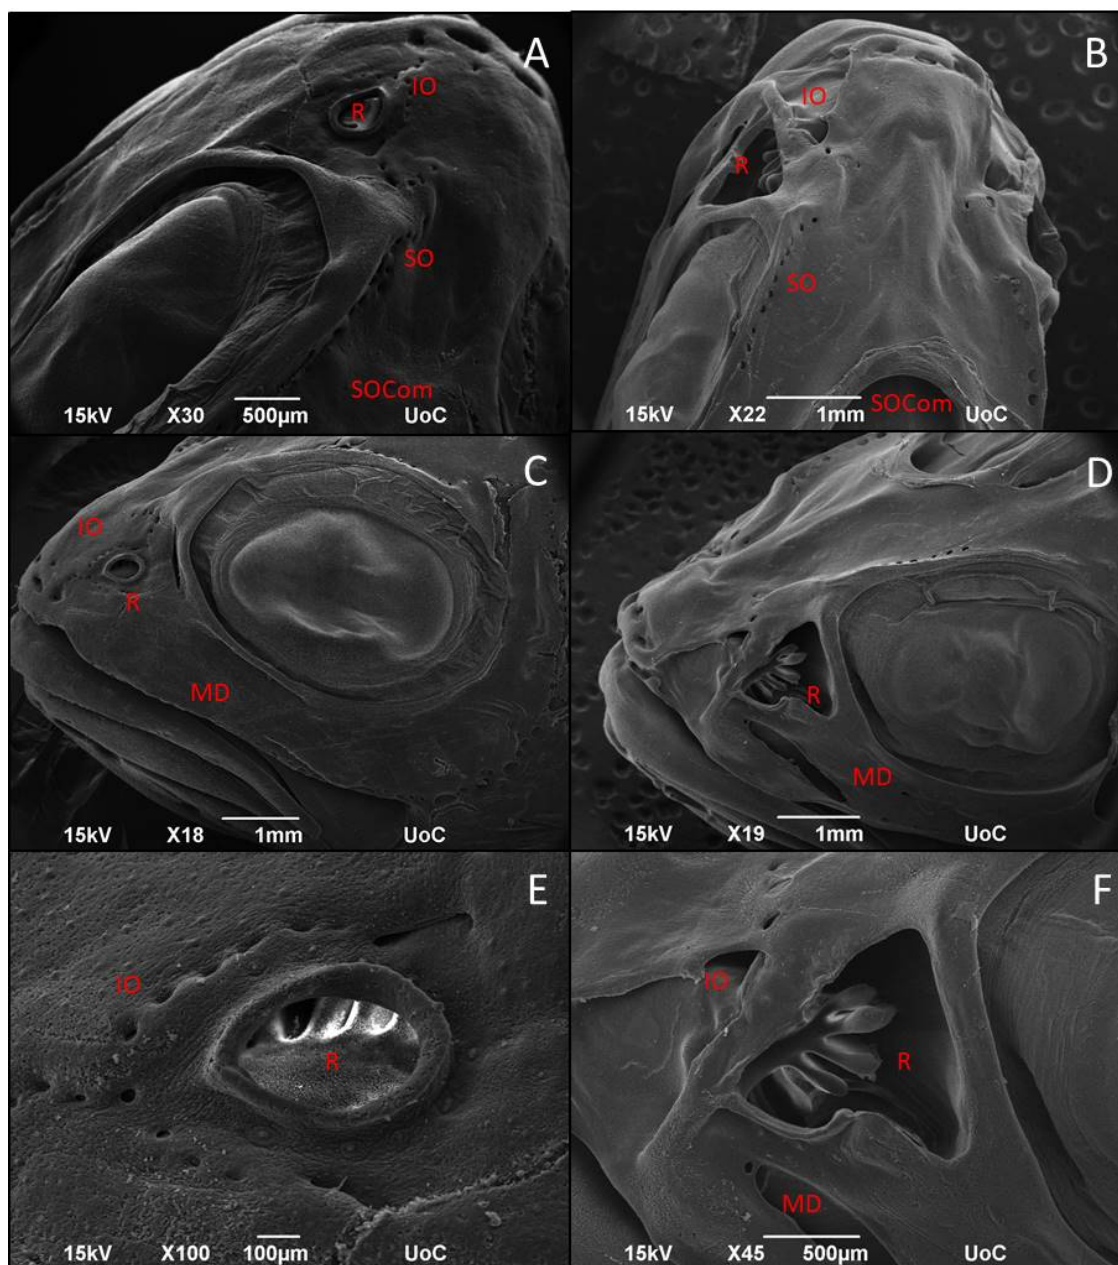 A
IO
R
SO
SOCom
15kV X30 500µm UoC
B
IO
R
SO
SOCom
15kV X22 1mm UoC
C
IO
R
MD
15kV X18 1mm UoC
D
R
MD
15kV X19 1mm UoC
E
IO
R
15kV X100 100µm UoC
F
IO
R
MD
15kV X45 500µm UoC